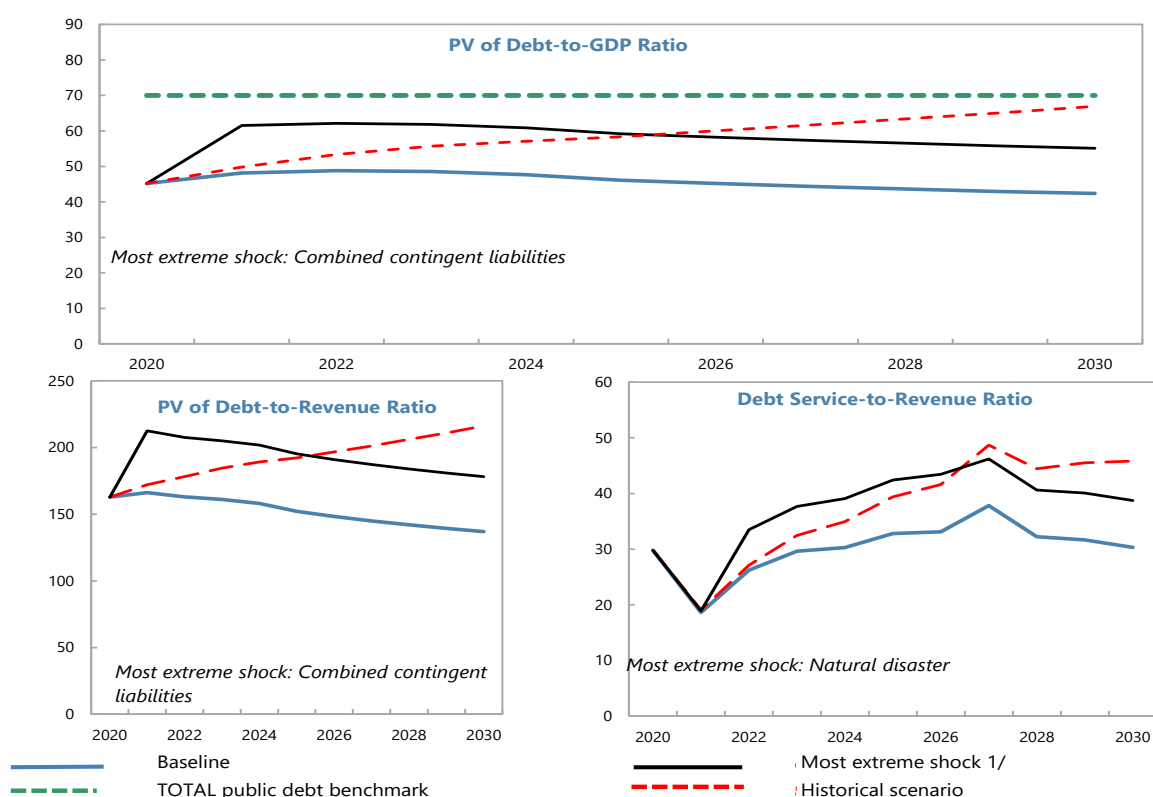 PV of Debt-to-GDP Ratio
90
80
70
60
50
40
30
20
10
0
Most extreme shock: Combined contingent liabilities
2020 2022 2024 2026 2028 2030
PV of Debt-to-Revenue Ratio
250
200
150
100
50
0
Most extreme shock: Combined contingent
liabilities
2020 2022 2024 2026 2028 2030
Debt Service-to-Revenue Ratio
60
50
40
30
20
10
0
Most extreme shock: Natural disaster
2020 2022 2024 2026 2028 2030
Baseline
Most extreme shock 1/
TOTAL public debt benchmark
Historical scenario